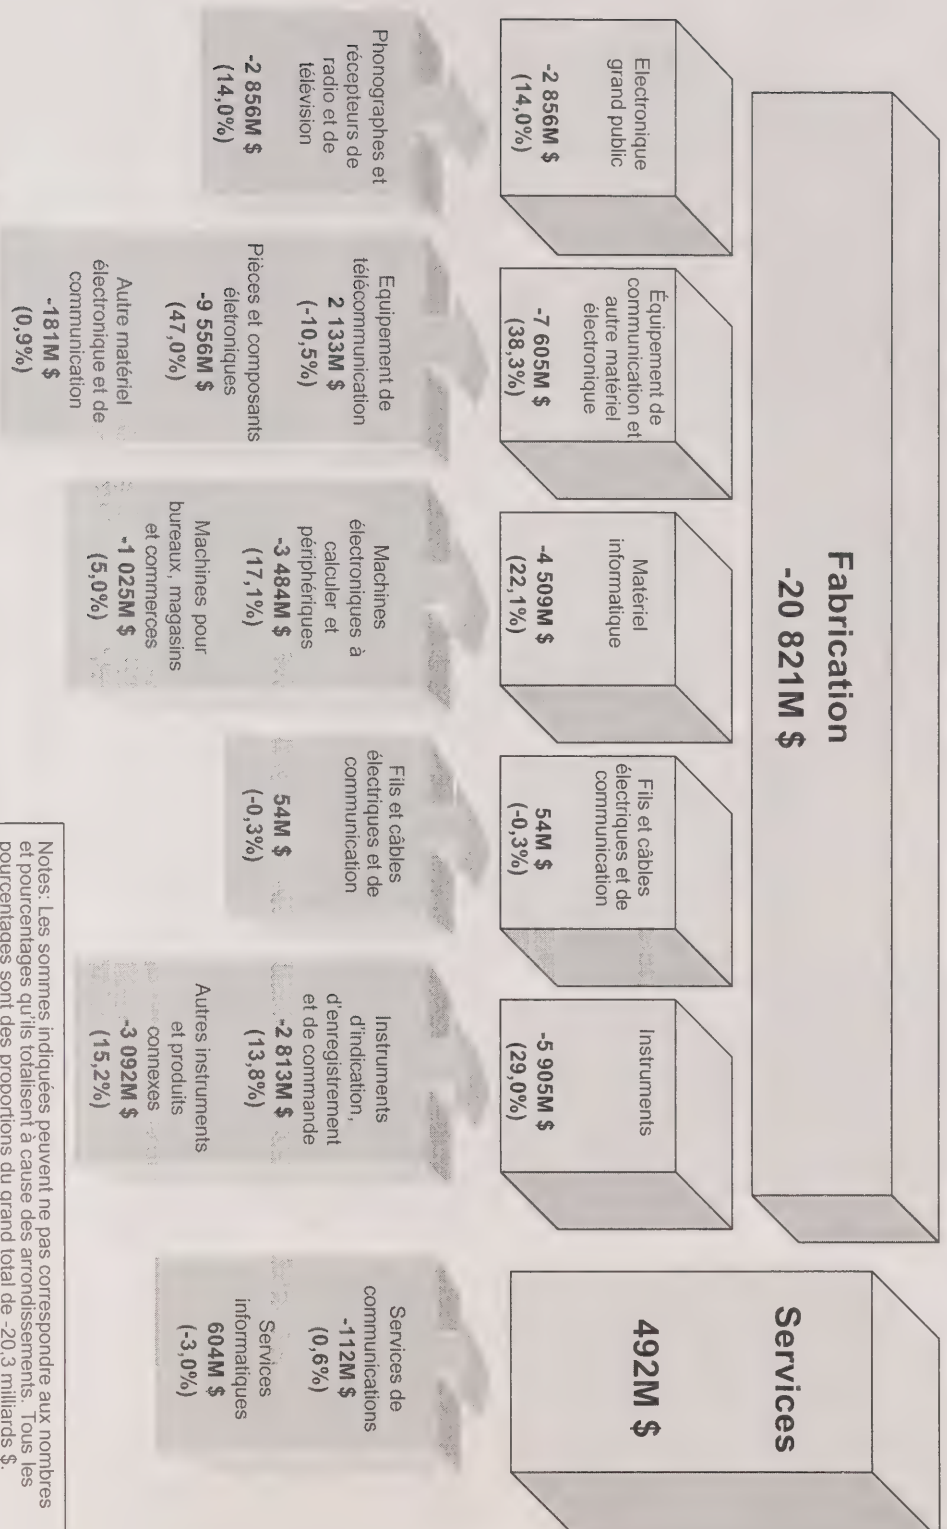 Fabrication
-20 821M $
Services
492M $
Electronique
grand public
-2 856M $
(14,0%)
Équipement de
communication et
autre matériel
électronique
-7 605M $
(38,3%)
Matériel
informatique
-4 509M $
(22,1%)
Fils et câbles
électriques et de
communication
54M $
(-0,3%)
Instruments
-5 905M $
(29,0%)
Phonographes et
récepteurs de
radio et de
télévision
-2 856M $
(14,0%)
Equipement de
télécommunication
2 133M $
(-10,5%)
Pièces et composants
életroniques
-9 556M $
(47,0%)
Autre matériel
électronique et de
communication
-181M $
(0,9%)
Machines
électroniques à
calculer et
périphériques
-3 484M $
(17,1%)
Machines pour
bureaux, magasins
et commerces
-1 025M $
(5,0%)
Fils et câbles
électriques et de
communication
54M $
(-0,3%)
Instruments
d'indication,
d'enregistrement
et de commande
-2 813M $
(13,8%)
Autres instruments
et produits
connexes
-3 092M $
(15,2%)
Services de
communications
-112M $
(0,6%)
Services
informatiques
604M $
(-3,0%)
Notes: Les sommes indiquées peuvent ne pas correspondre aux nombres
et pourcentages qu'ils totalisent à cause des arrondissements. Tous les
pourcentages sont des proportions du grand total de -20,3 milliards $.